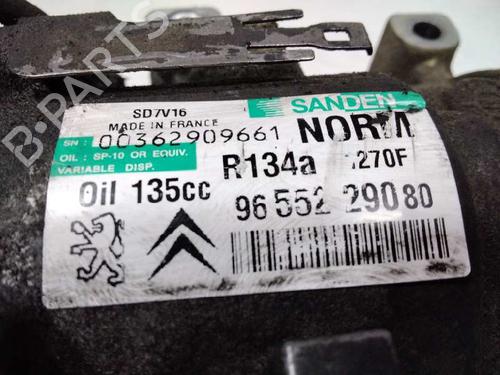 SD7V16
MADE IN FRANCE
SANDEN
SN: 00362909661
NORM
OIL: SP-10 OR EQUIV.
VARIABLE DISP.
R134a
1270F
Oil 135cc
96 552 290 80
B-Parts